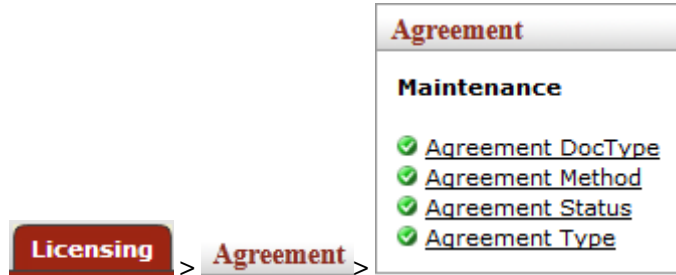 Licensing > Agreement >
Agreement
Maintenance
Agreement DocType
Agreement Method
Agreement Status
Agreement Type